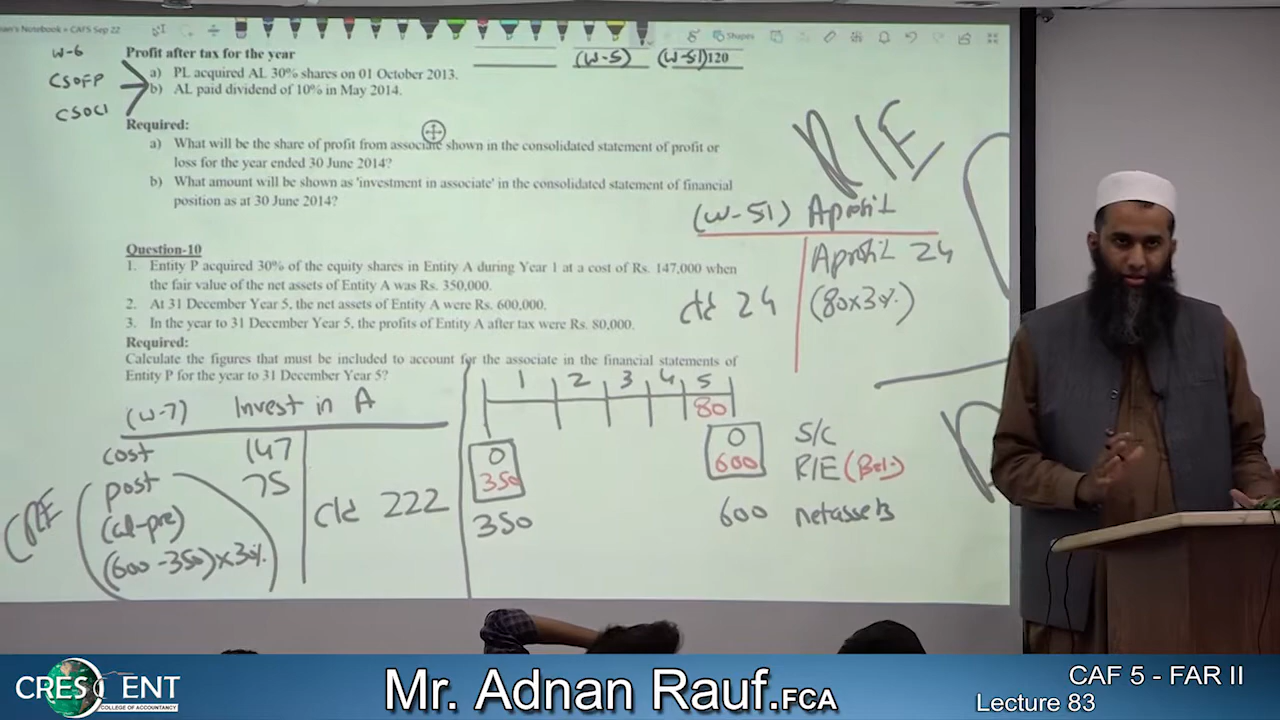 an's Notebook » CAF5 Sep 22
Shapes
W-6
CSOFP
CSOCI
Profit after tax for the year
(W-5) (W-51) 120
a) PL acquired AL 30% shares on 01 October 2013.
b) AL paid dividend of 10% in May 2014.
Required:
a) What will be the share of profit from associate shown in the consolidated statement of profit or
loss for the year ended 30 June 2014?
b) What amount will be shown as 'investment in associate' in the consolidated statement of financial
position as at 30 June 2014?
R/E
(W-51) Aprofit
Aprofit 24
(80x30%)
c/d 24
Question-10
1. Entity P acquired 30% of the equity shares in Entity A during Year 1 at a cost of Rs. 147,000 when
the fair value of the net assets of Entity A was Rs. 350,000.
2. At 31 December Year 5, the net assets of Entity A were Rs. 600,000.
3. In the year to 31 December Year 5, the profits of Entity A after tax were Rs. 80,000.
Required:
Calculate the figures that must be included to account for the associate in the financial statements of
Entity P for the year to 31 December Year 5?
(W-7) Invest in A
cost 147
post 75
(cl-pre)
(600-350)x30%
CRE
c/d 222
1 2 3 4 5
80
0 0 S/C
350 600 R/E (Bal.)
350 600 netassets
CRESCENT
COLLEGE OF ACCOUNTANCY
Mr. Adnan Rauf.FCA
CAF 5 - FAR II
Lecture 83